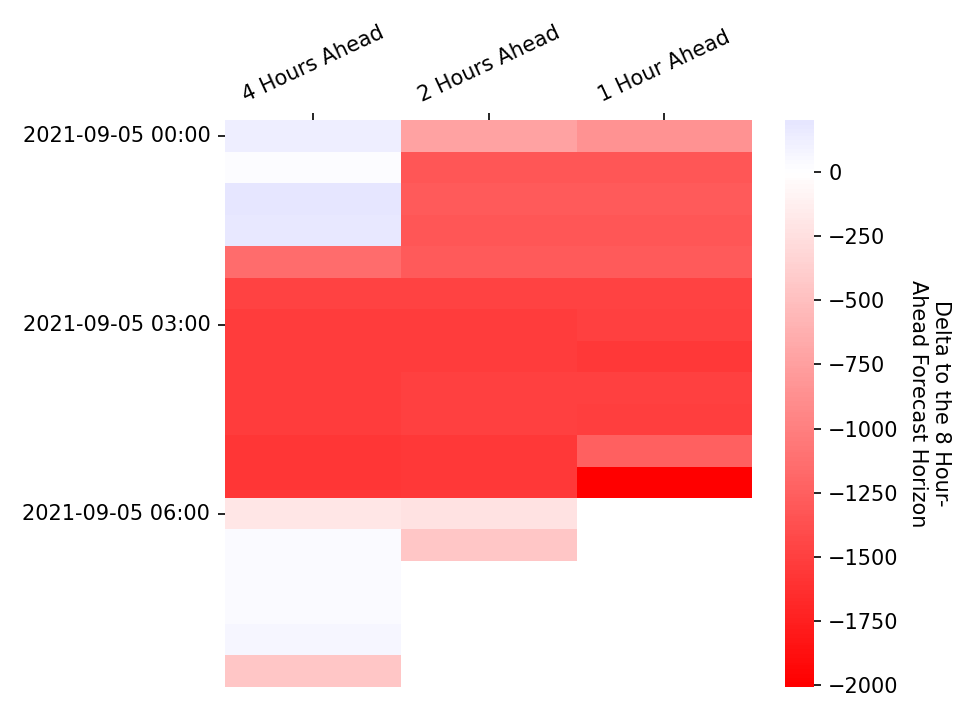 4 Hours Ahead
2 Hours Ahead
1 Hour Ahead
2021-09-05 00:00
2021-09-05 03:00
2021-09-05 06:00
0
−250
−500
−750
−1000
−1250
−1500
−1750
−2000
Delta to the 8 Hour-
Ahead Forecast Horizon